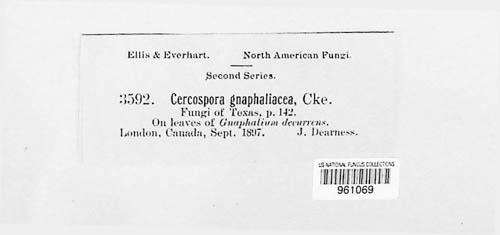 Ellis & Everhart. North American Fungi.
Second Series.
3592. Cercospora gnaphaliacea, Cke.
Fungi of Texas, p. 142.
On leaves of Gnaphalium decurrens.
London, Canada, Sept. 1897. J. Dearness.
US NATIONAL FUNGUS COLLECTIONS
961069